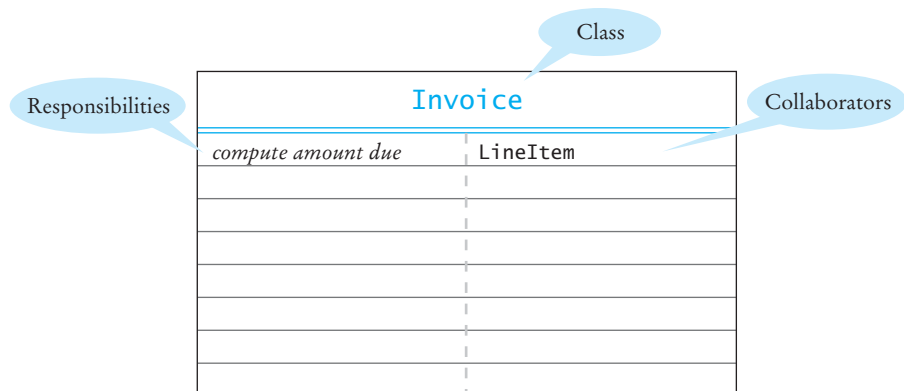 Class
Invoice
Responsibilities
Collaborators
compute amount due
LineItem